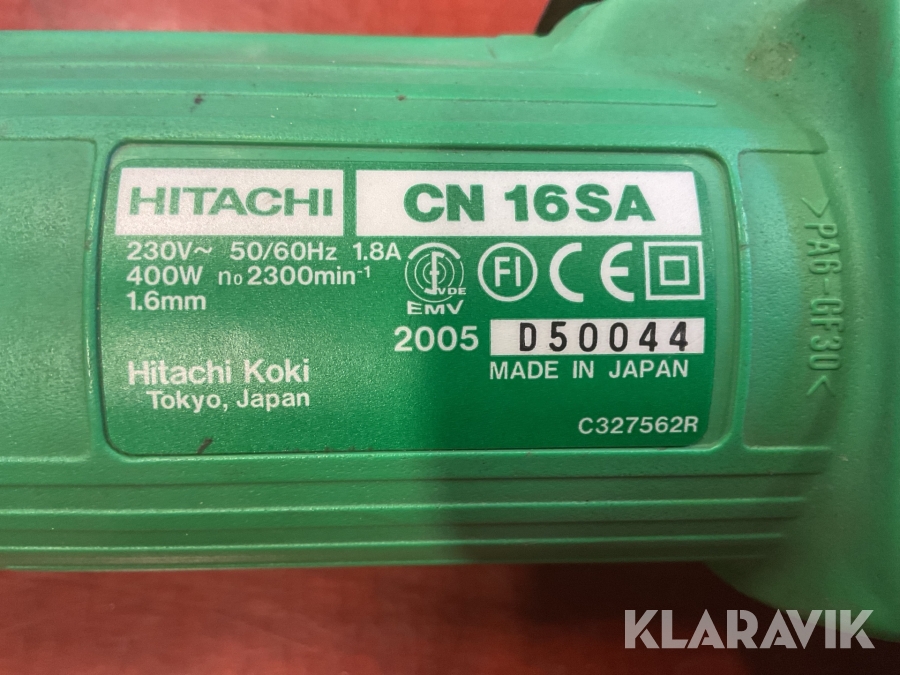 HITACHI CN 16SA
230V~ 50/60Hz 1.8A
400W no 2300min-1
1.6mm
VDE
EMV
FI CE
2005 D50044
MADE IN JAPAN
Hitachi Koki
Tokyo, Japan
C327562R
>PA6-GF30<
KLARAVIK